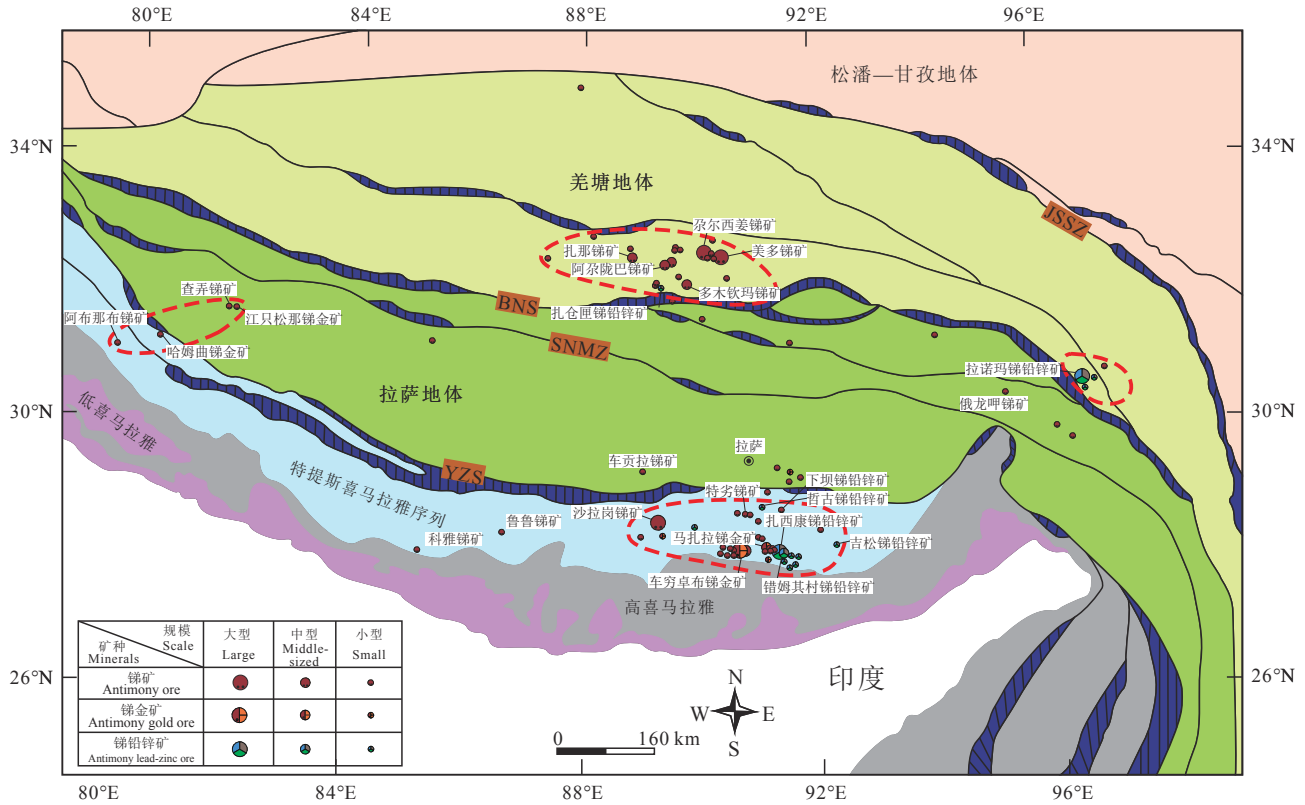 80°E
84°E
88°E
92°E
96°E
松潘—甘孜地体
34°N
34°N
羌塘地体
JSSZ
尕尔西姜锑矿
扎那锑矿
美多锑矿
阿尕陇巴锑矿
多木钦玛锑矿
查弄锑矿
BNS
扎仓匣锑铅锌矿
阿布那布锑矿
江只松那锑金矿
SNMZ
哈姆曲锑金矿
拉诺玛锑铅锌矿
拉萨地体
俄龙呷锑矿
30°N
30°N
低喜马拉雅
拉萨
YZS
车贡拉锑矿
下坝锑铅锌矿
特提斯喜马拉雅序列
特劣锑矿
哲古锑铅锌矿
沙拉岗锑矿
扎西康锑铅锌矿
鲁鲁锑矿
马扎拉锑金矿
科雅锑矿
吉松锑铅锌矿
车穷卓布锑金矿
错姆其村锑铅锌矿
高喜马拉雅
规模
Scale
矿种
Minerals
大型
Large
中型
Middle-
sized
小型
Small
锑矿
Antimony ore
锑金矿
Antimony gold ore
锑铅锌矿
Antimony lead-zinc ore
26°N
26°N
印度
N
W
E
S
0
160 km
80°E
84°E
88°E
92°E
96°E